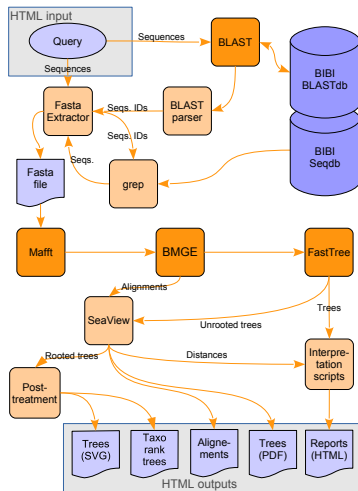 HTML input
Query
Sequences
BLAST
BIBI
BLASTdb
Sequences
Fasta
Extractor
Seqs. IDs
BLAST
parser
Seqs. IDs
BIBI
Seqdb
Seqs.
Fasta
file
grep
Mafft
BMGE
FastTree
Alignments
Trees
SeaView
Unrooted trees
Rooted trees
Distances
Interpre-
tation
scripts
Post-
treatment
Trees
(SVG)
Taxo
rank
trees
Aligne-
ments
Trees
(PDF)
Reports
(HTML)
HTML outputs